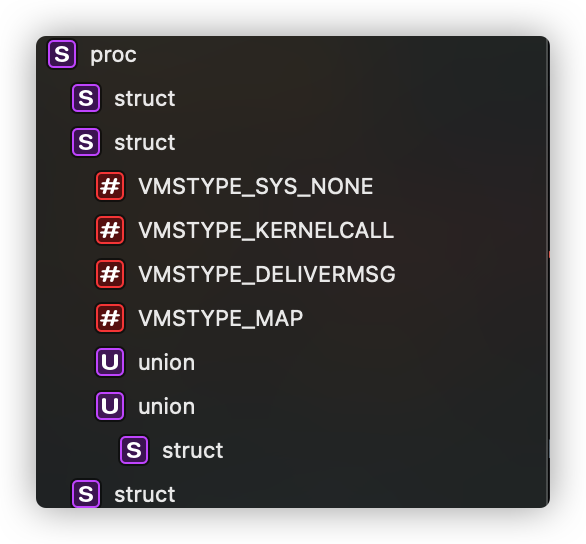 S proc
S struct
S struct
# VMSTYPE_SYS_NONE
# VMSTYPE_KERNELCALL
# VMSTYPE_DELIVERMSG
# VMSTYPE_MAP
U union
U union
S struct
S struct